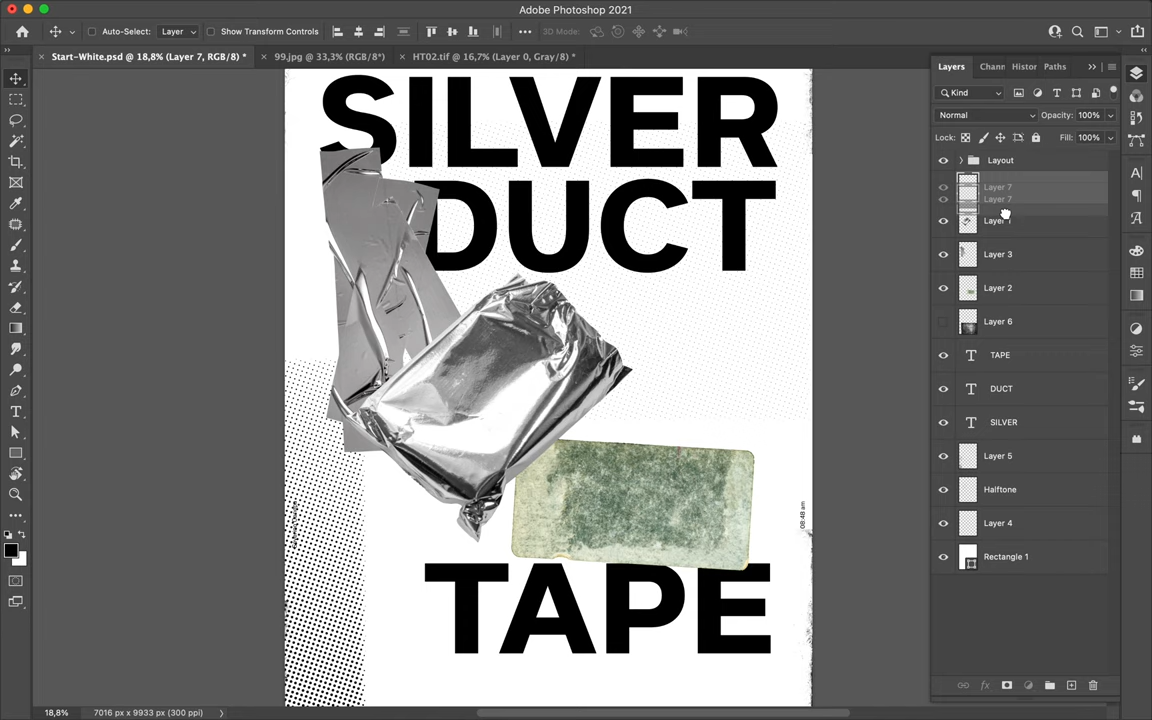 Adobe Photoshop 2021
Auto-Select:
Layer
Show Transform Controls
3D Mode:
Start-White.psd @ 18,8% (Layer 7, RGB/8) *
99.jpg @ 33,3% (RGB/8*)
HT02.tif @ 16,7% (Layer 0, Gray/8) *
SILVER
DUCT
TAPE
08:48 am
Layers
Chann
Histor
Paths
Kind
Normal
Opacity:
100%
Lock:
Fill:
100%
Layout
Layer 7
Layer 7
Layer
Layer 3
Layer 2
Layer 6
TAPE
DUCT
SILVER
Layer 5
Halftone
Layer 4
Rectangle 1
18,8%
7016 px x 9933 px (300 ppi)